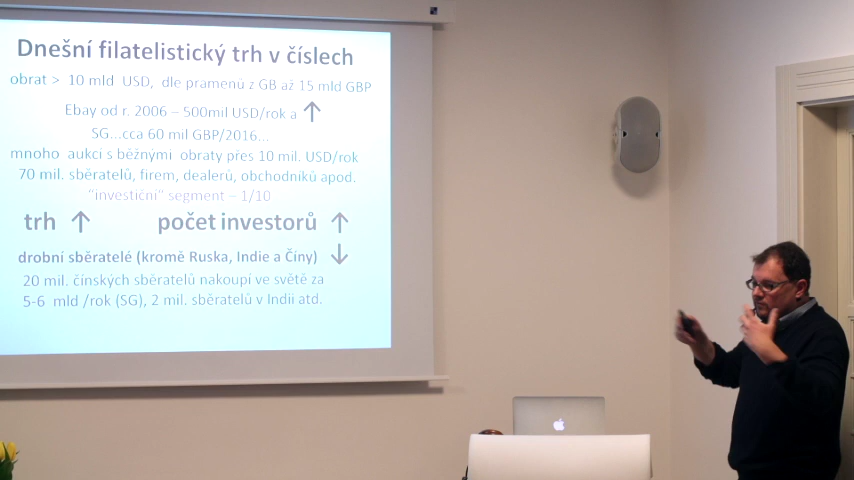 Dnešní filatelistický trh v číslech
obrat > 10 mld USD, dle pramenů z GB až 15 mld GBP
Ebay od r. 2006 – 500mil USD/rok a ↑
SG...cca 60 mil GBP/2016...
mnoho aukcí s běžnými obraty přes 10 mil. USD/rok
70 mil. sběratelů, firem, dealerů, obchodníků apod.
"investiční" segment – 1/10
trh ↑ počet investorů ↑
drobní sběratelé (kromě Ruska, Indie a Číny) ↓
20 mil. čínských sběratelů nakoupí ve světě za
5-6 mld /rok (SG), 2 mil. sběratelů v Indii atd.